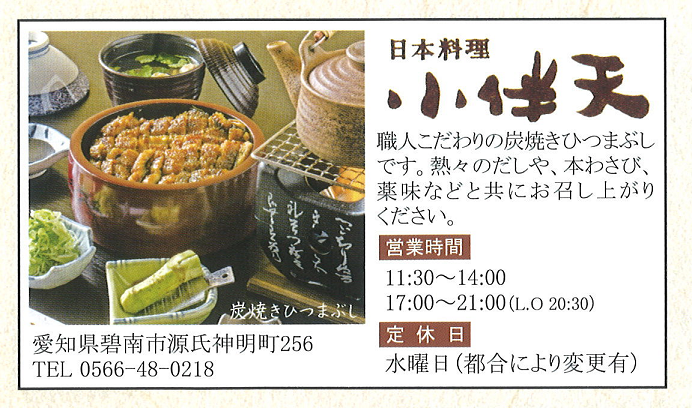 日本料理
小伴天
職人こだわりの炭焼きひつまぶし
です。熱々のだしや、本わさび、
薬味などと共にお召し上がり
ください。
営業時間
11:30～14:00
17:00～21:00(L.O 20:30)
定休日
水曜日（都合により変更有）
炭焼きひつまぶし
愛知県碧南市源氏神明町256
TEL 0566-48-0218